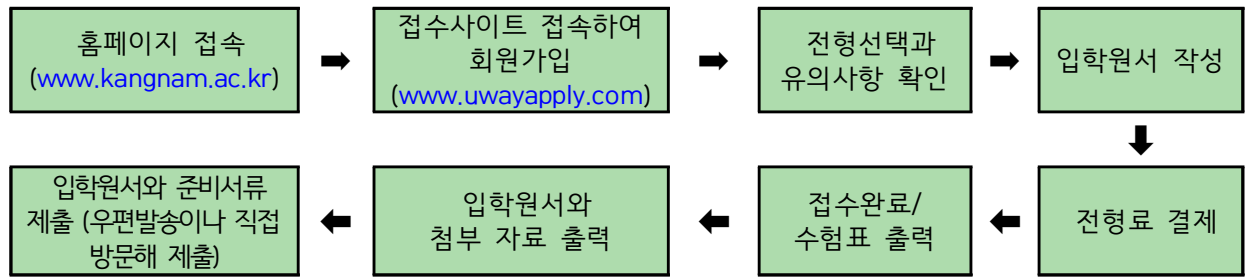 홈페이지 접속
(www.kangnam.ac.kr)
접수사이트 접속하여
회원가입
(www.uwayapply.com)
전형선택과
유의사항 확인
입학원서 작성
전형료 결제
접수완료/
수험표 출력
입학원서와
첨부 자료 출력
입학원서와 준비서류
제출 (우편발송이나 직접
방문해 제출)